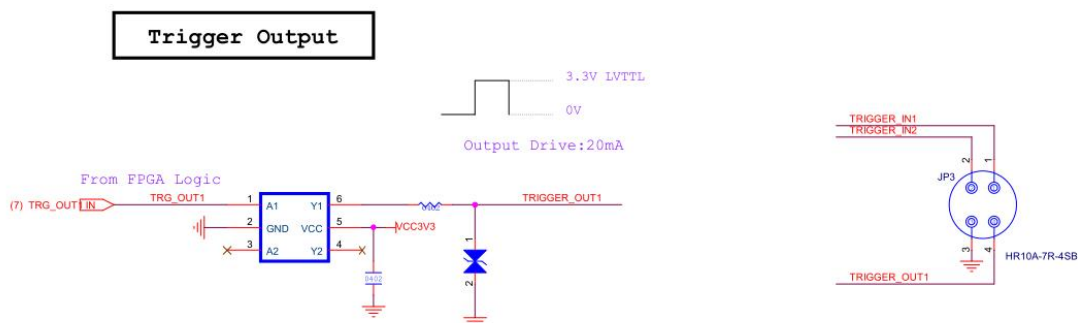 Trigger Output
3.3V LVTTL
0V
Output Drive:20mA
From FPGA Logic
(7) TRG_OUT IN
TRG_OUT1
1 A1 Y1 6
2 GND VCC 5
3 A2 Y2 4
0402
VCC3V3
0402
TRIGGER_OUT1
1
2
TRIGGER_IN1
TRIGGER_IN2
2
1
JP3
3
4
HR10A-7R-4SB
TRIGGER_OUT1